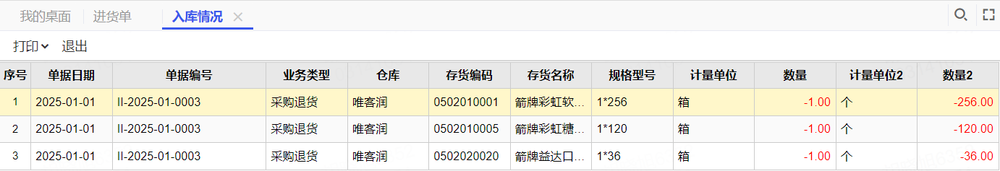 我的桌面 进货单 入库情况
打印 退出
序号 单据日期 单据编号 业务类型 仓库 存货编码 存货名称 规格型号 计量单位 数量 计量单位2 数量2
1 2025-01-01 II-2025-01-0003 采购退货 唯客润 0502010001 箭牌彩虹软... 1*256 箱 -1.00 个 -256.00
2 2025-01-01 II-2025-01-0003 采购退货 唯客润 0502010005 箭牌彩虹糖... 1*120 箱 -1.00 个 -120.00
3 2025-01-01 II-2025-01-0003 采购退货 唯客润 0502020020 箭牌益达口... 1*36 箱 -1.00 个 -36.00